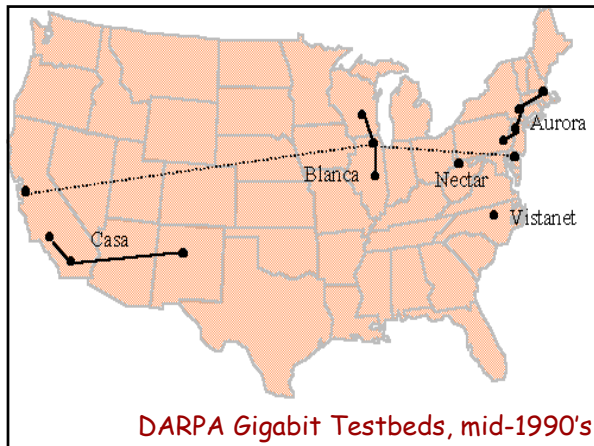 Aurora
Blanca
Nectar
Vistanet
Casa
DARPA Gigabit Testbeds, mid-1990's